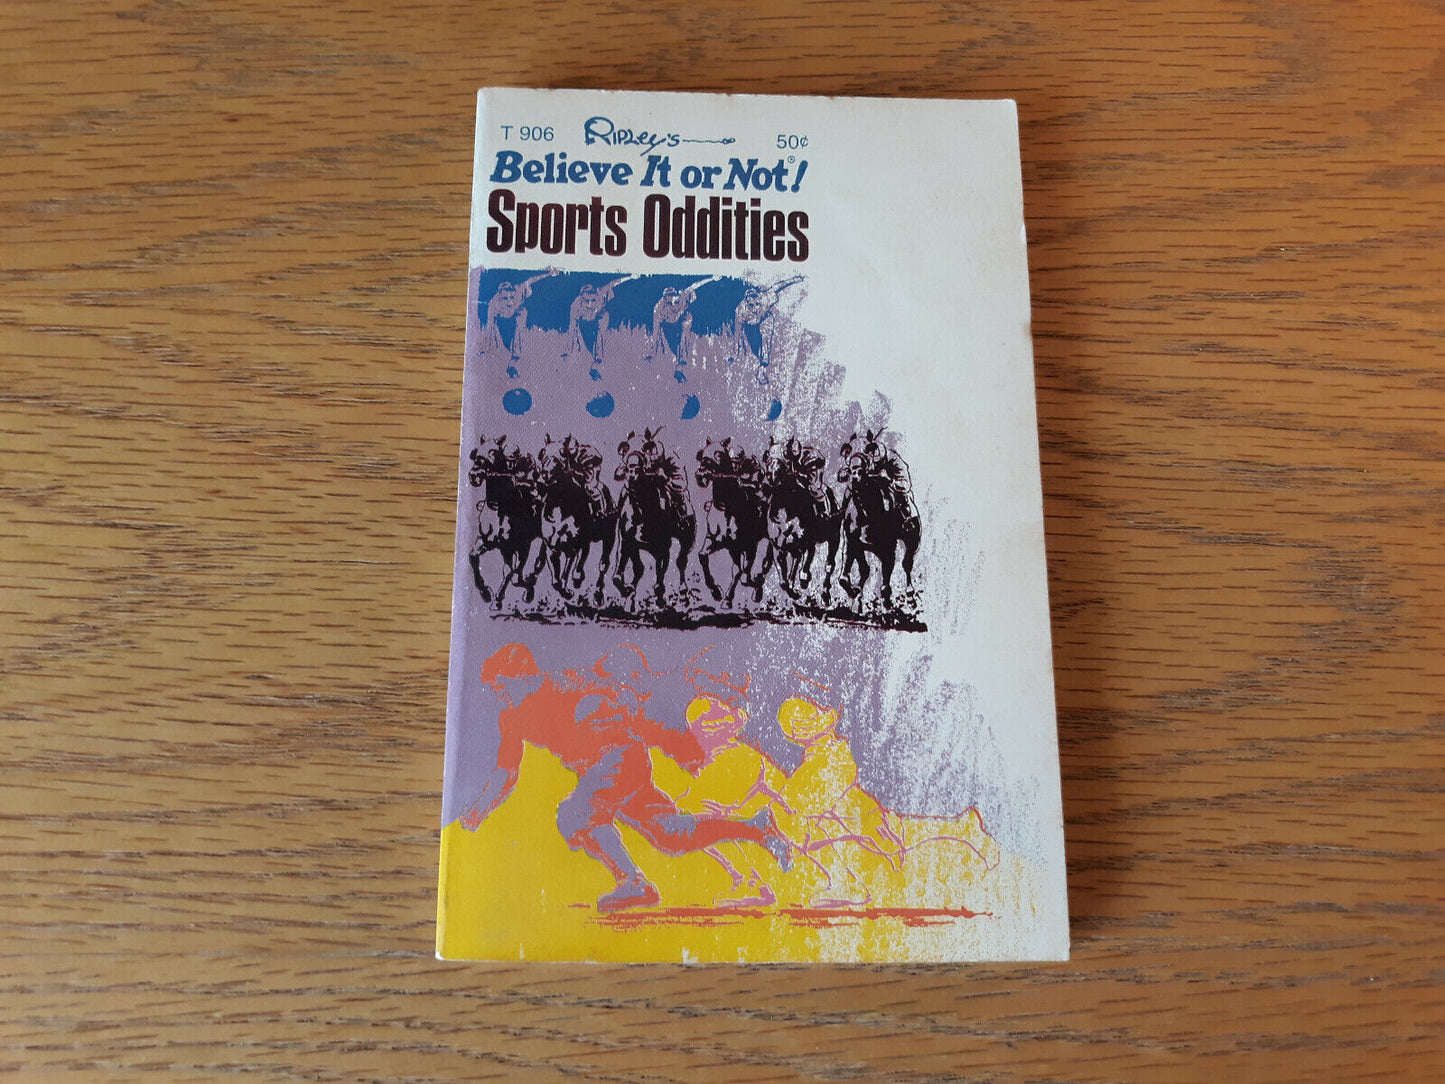 T 906 Ripley's 50¢
Believe It or Not!®
Sports Oddities